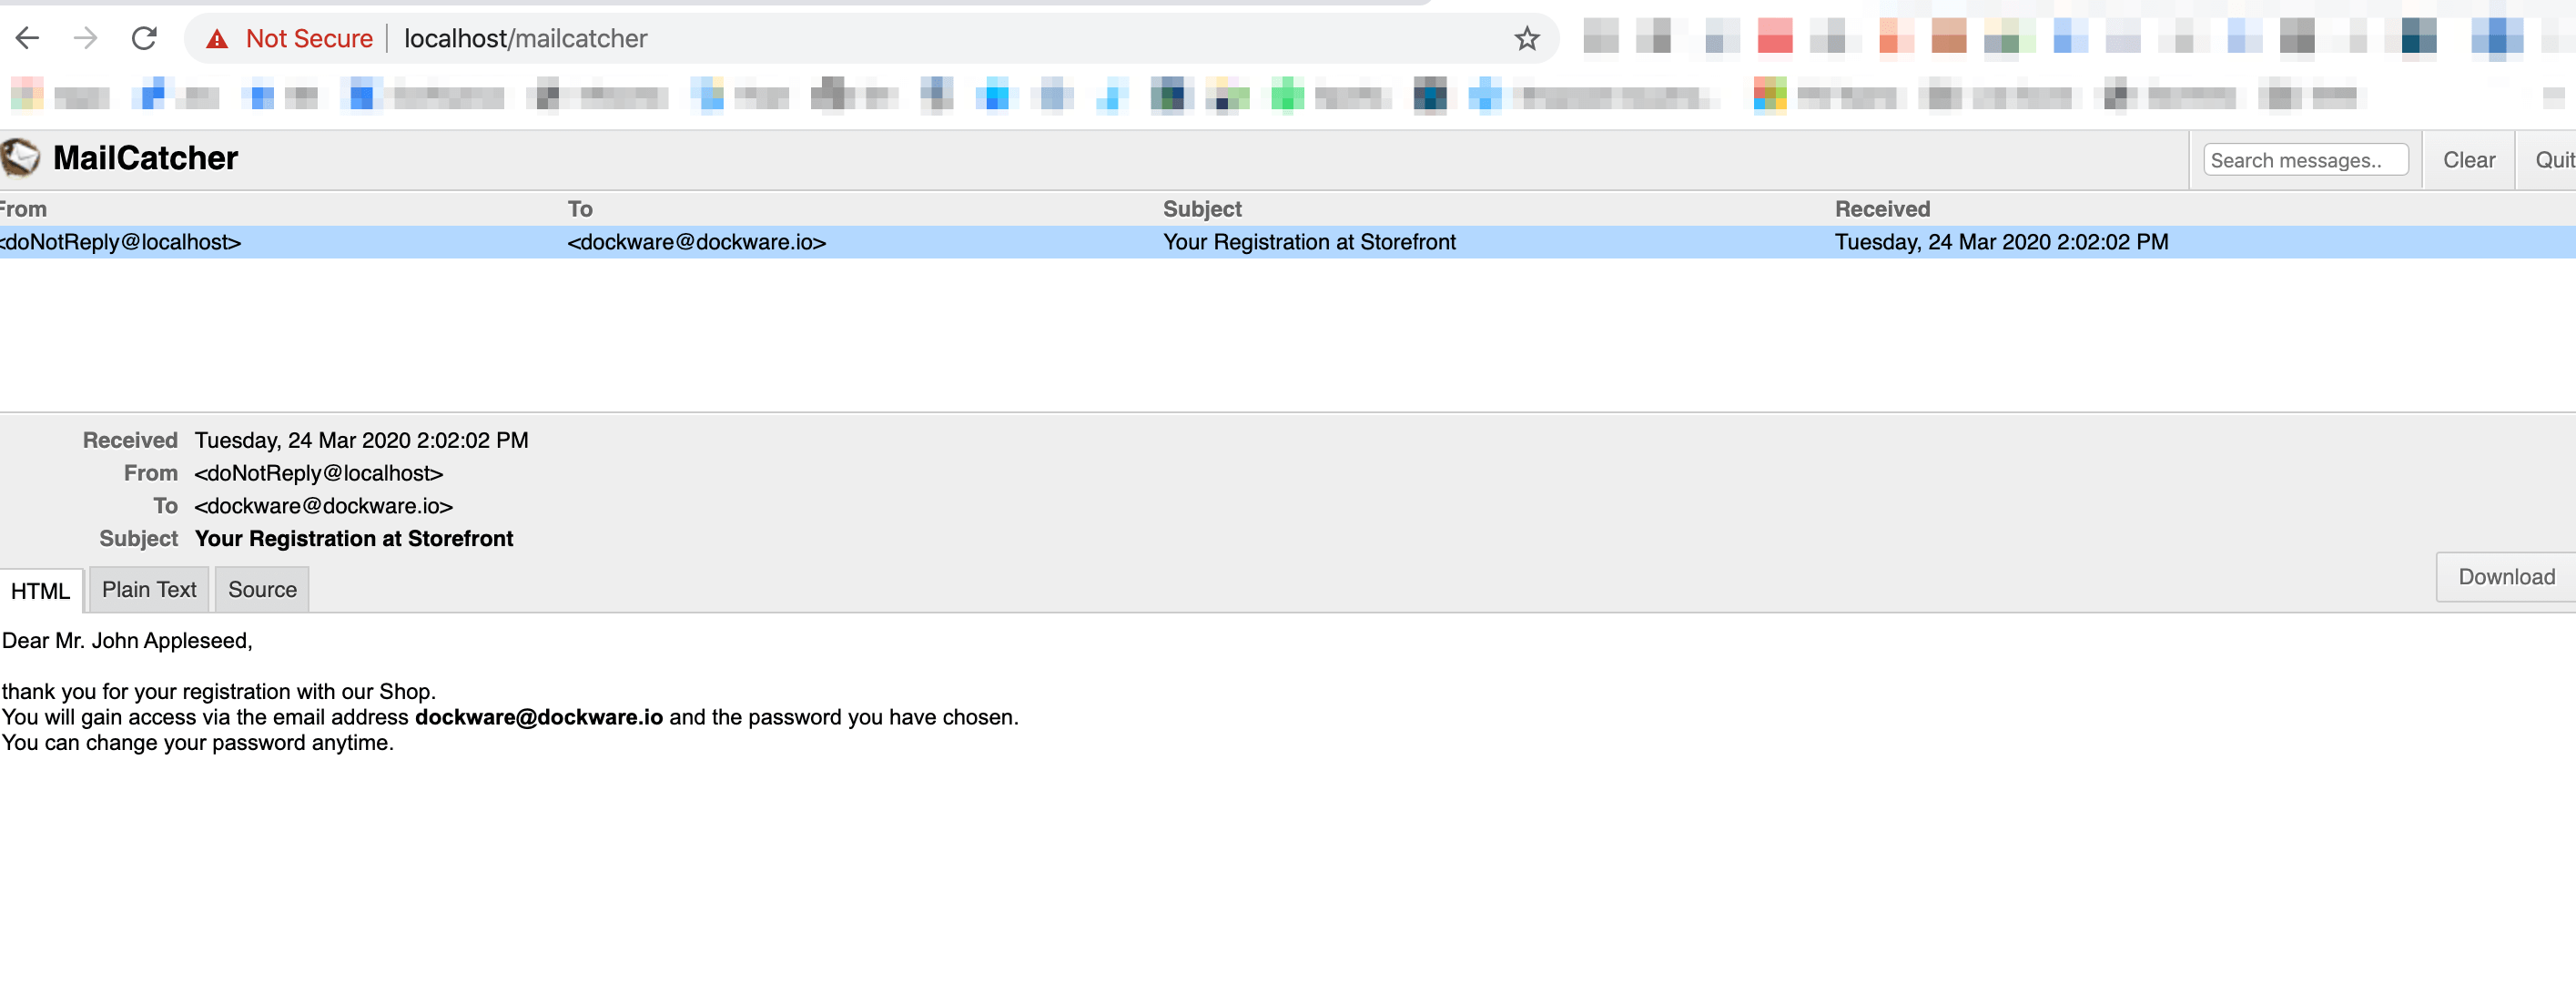 Not Secure localhost/mailcatcher
MailCatcher Search messages.. Clear Quit
From To Subject Received
<doNotReply@localhost> <dockware@dockware.io> Your Registration at Storefront Tuesday, 24 Mar 2020 2:02:02 PM
Received Tuesday, 24 Mar 2020 2:02:02 PM
From <doNotReply@localhost>
To <dockware@dockware.io>
Subject Your Registration at Storefront
HTML Plain Text Source Download
Dear Mr. John Appleseed,
thank you for your registration with our Shop.
You will gain access via the email address dockware@dockware.io and the password you have chosen.
You can change your password anytime.